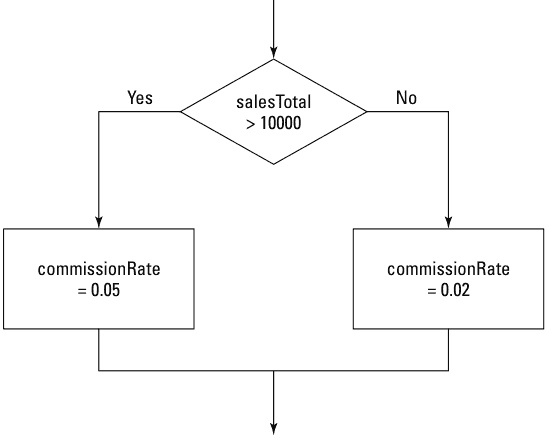 Yes
salesTotal
> 10000
No
commissionRate
= 0.05
commissionRate
= 0.02